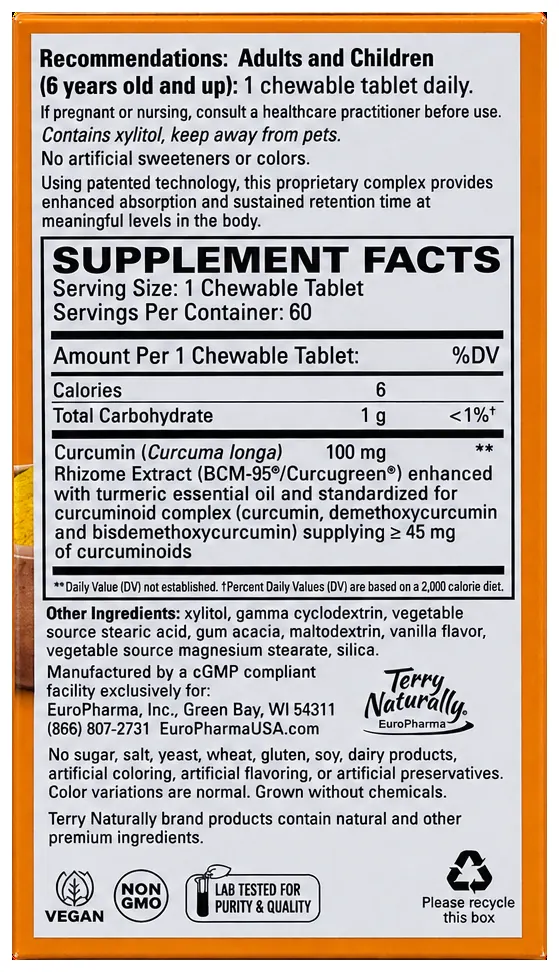 Recommendations: Adults and Children
(6 years old and up): 1 chewable tablet daily.
If pregnant or nursing, consult a healthcare practitioner before use.
Contains xylitol, keep away from pets.
No artificial sweeteners or colors.
Using patented technology, this proprietary complex provides
enhanced absorption and sustained retention time at
meaningful levels in the body.
SUPPLEMENT FACTS
Serving Size: 1 Chewable Tablet
Servings Per Container: 60
Amount Per 1 Chewable Tablet: %DV
Calories 6
Total Carbohydrate 1 g <1%†
Curcumin (Curcuma longa) 100 mg **
Rhizome Extract (BCM-95®/Curcugreen®) enhanced
with turmeric essential oil and standardized for
curcuminoid complex (curcumin, demethoxycurcumin
and bisdemethoxycurcumin) supplying ≥ 45 mg
of curcuminoids
**Daily Value (DV) not established. †Percent Daily Values (DV) are based on a 2,000 calorie diet.
Other Ingredients: xylitol, gamma cyclodextrin, vegetable
source stearic acid, gum acacia, maltodextrin, vanilla flavor,
vegetable source magnesium stearate, silica.
Manufactured by a cGMP compliant
facility exclusively for:
EuroPharma, Inc., Green Bay, WI 54311
(866) 807-2731 EuroPharmaUSA.com
Terry
Naturally®
EuroPharma
No sugar, salt, yeast, wheat, gluten, soy, dairy products,
artificial coloring, artificial flavoring, or artificial preservatives.
Color variations are normal. Grown without chemicals.
Terry Naturally brand products contain natural and other
premium ingredients.
VEGAN
NON
GMO
LAB TESTED FOR
PURITY & QUALITY
Please recycle
this box